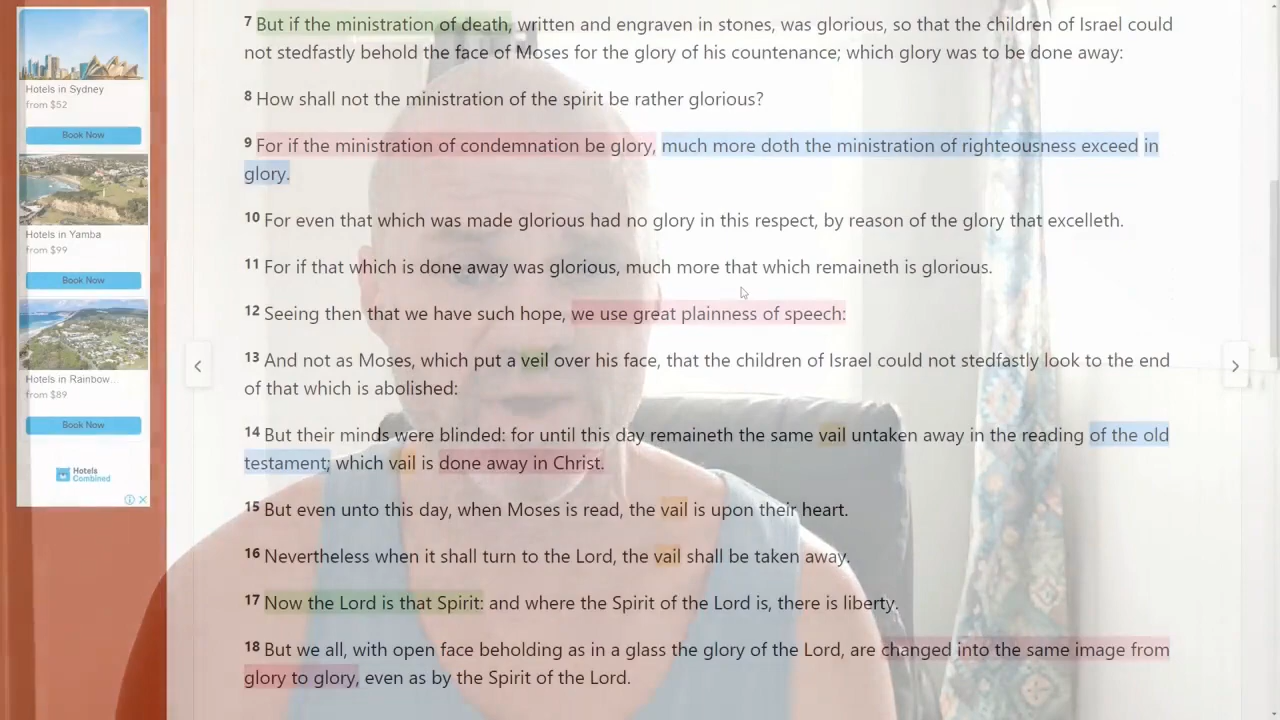 Hotels in Sydney
from $52
Book Now
Hotels in Yamba
from $99
Book Now
Hotels in Rainbow...
from $89
Book Now
Hotels
Combined
7 But if the ministration of death, written and engraven in stones, was glorious, so that the children of Israel could
not stedfastly behold the face of Moses for the glory of his countenance; which glory was to be done away:
8 How shall not the ministration of the spirit be rather glorious?
9 For if the ministration of condemnation be glory, much more doth the ministration of righteousness exceed in
glory.
10 For even that which was made glorious had no glory in this respect, by reason of the glory that excelleth.
11 For if that which is done away was glorious, much more that which remaineth is glorious.
12 Seeing then that we have such hope, we use great plainness of speech:
13 And not as Moses, which put a veil over his face, that the children of Israel could not stedfastly look to the end
of that which is abolished:
14 But their minds were blinded: for until this day remaineth the same vail untaken away in the reading of the old
testament; which vail is done away in Christ.
15 But even unto this day, when Moses is read, the vail is upon their heart.
16 Nevertheless when it shall turn to the Lord, the vail shall be taken away.
17 Now the Lord is that Spirit: and where the Spirit of the Lord is, there is liberty.
18 But we all, with open face beholding as in a glass the glory of the Lord, are changed into the same image from
glory to glory, even as by the Spirit of the Lord.